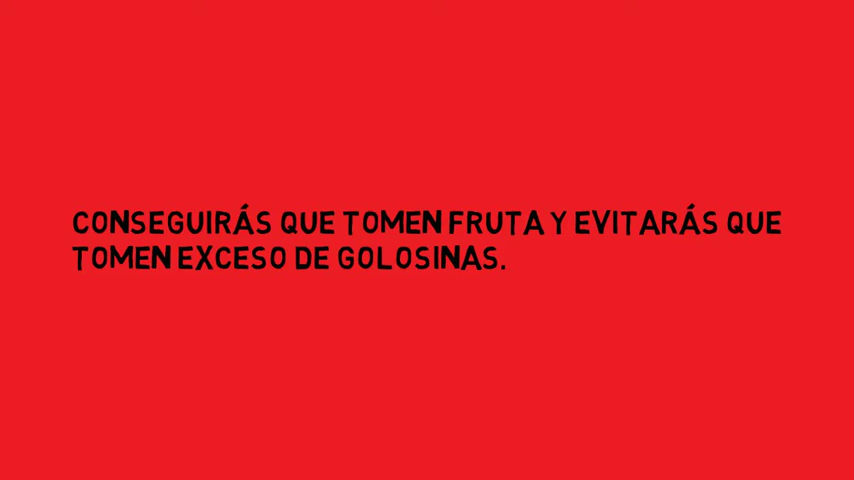 CONSEGUIRÁS QUE TOMEN FRUTA Y EVITARÁS QUE
TOMEN EXCESO DE GOLOSINAS.